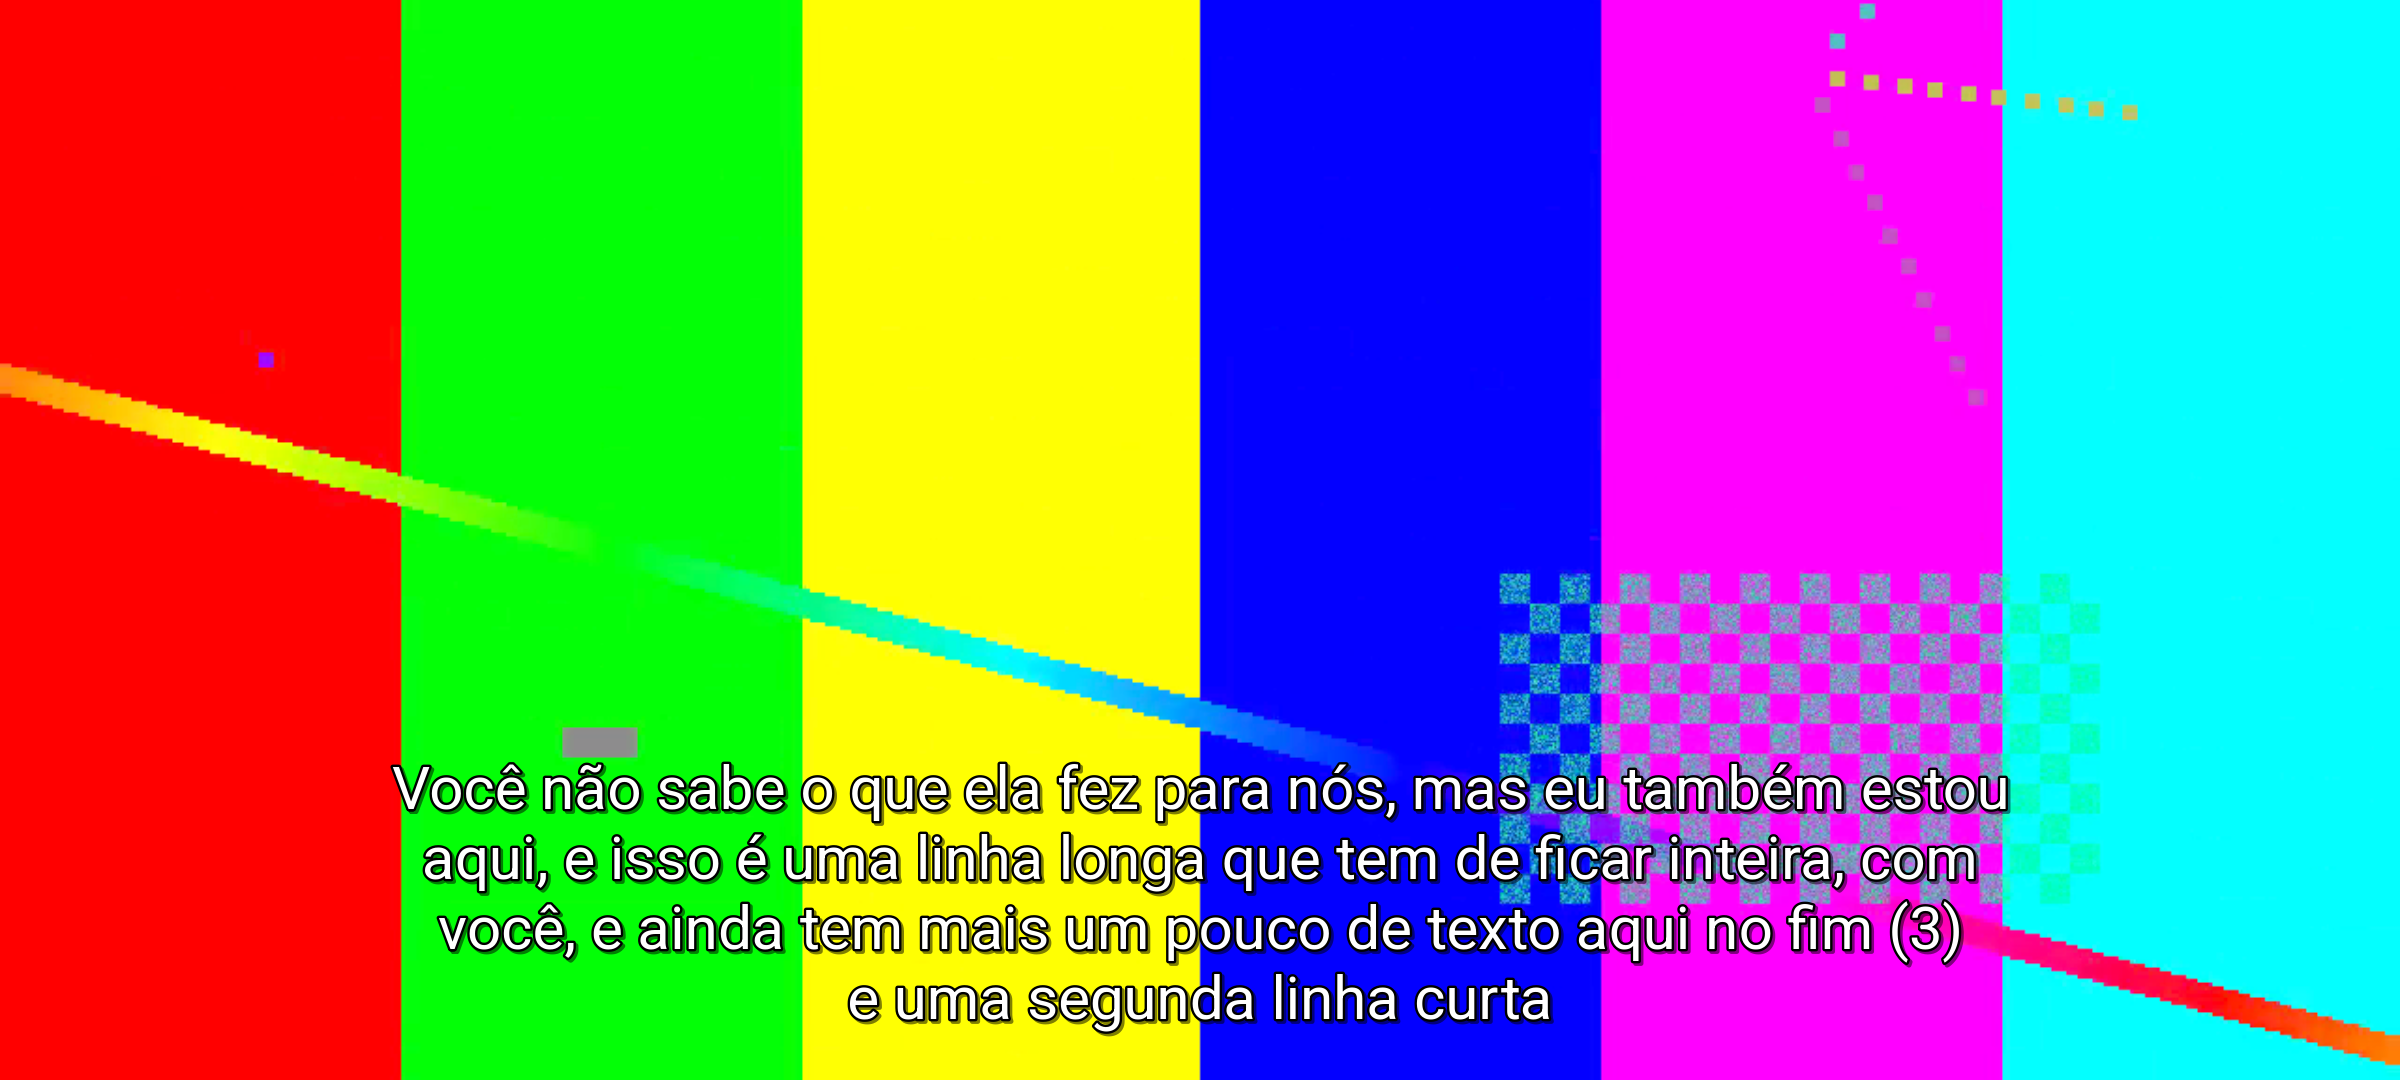 Você não sabe o que ela fez para nós, mas eu também estou
aqui, e isso é uma linha longa que tem de ficar inteira, com
você, e ainda tem mais um pouco de texto aqui no fim (3)
e uma segunda linha curta